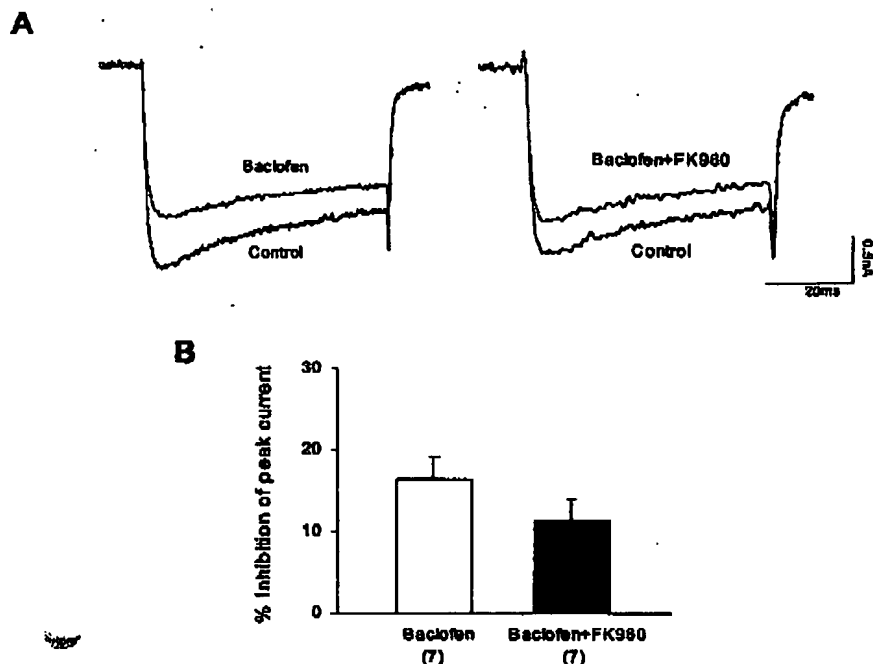 A
Baclofen
Control
Baclofen+FK960
Control
0.5nA
20ms
B
% Inhibition of peak current
30
20
10
0
Baclofen
(7)
Baclofen+FK960
(7)